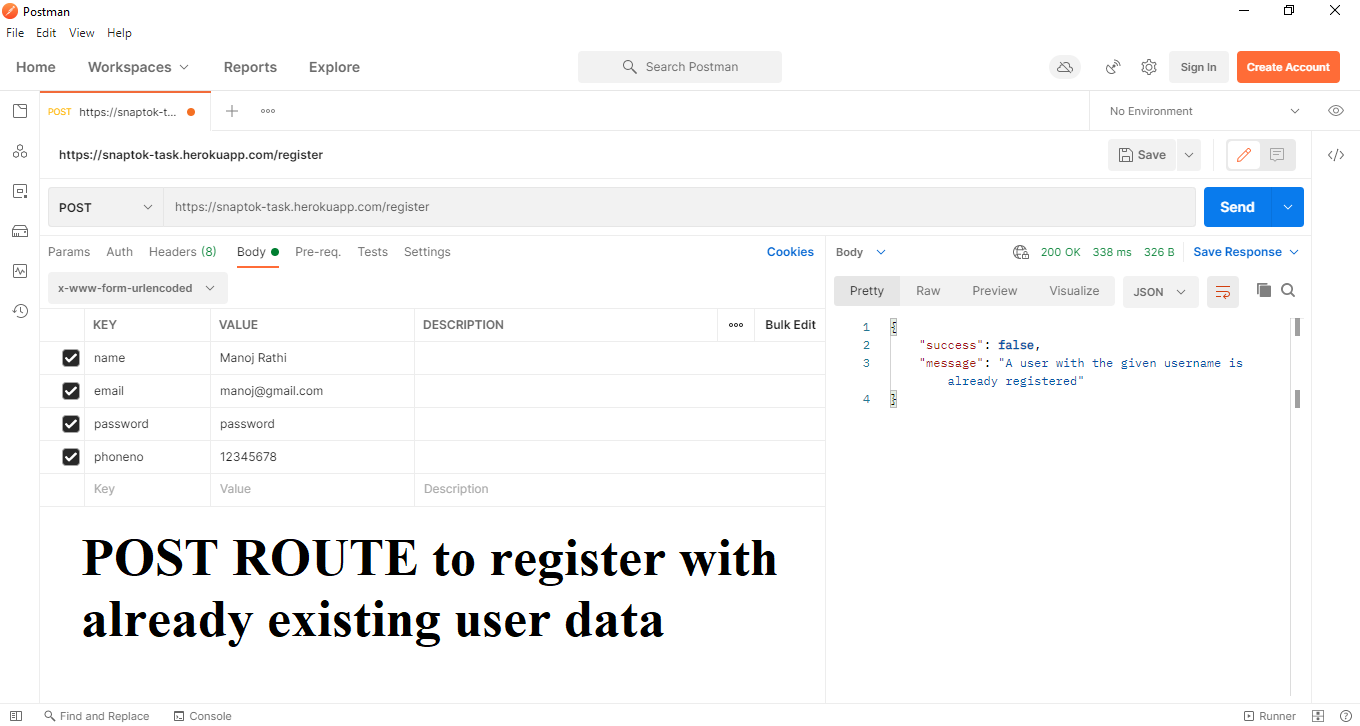 Postman
File Edit View Help
Home Workspaces Reports Explore Search Postman Sign In Create Account
POST https://snaptok-t... No Environment
https://snaptok-task.herokuapp.com/register Save
POST https://snaptok-task.herokuapp.com/register Send
Params Auth Headers (8) Body Pre-req. Tests Settings Cookies
Body 200 OK 338 ms 326 B Save Response
x-www-form-urlencoded
Pretty Raw Preview Visualize JSON
KEY VALUE DESCRIPTION Bulk Edit
name Manoj Rathi
email manoj@gmail.com
password password
phoneno 12345678
Key Value Description
1 {
2 "success": false,
3 "message": "A user with the given username is
already registered"
4 }
POST ROUTE to register with
already existing user data
Find and Replace Console Runner